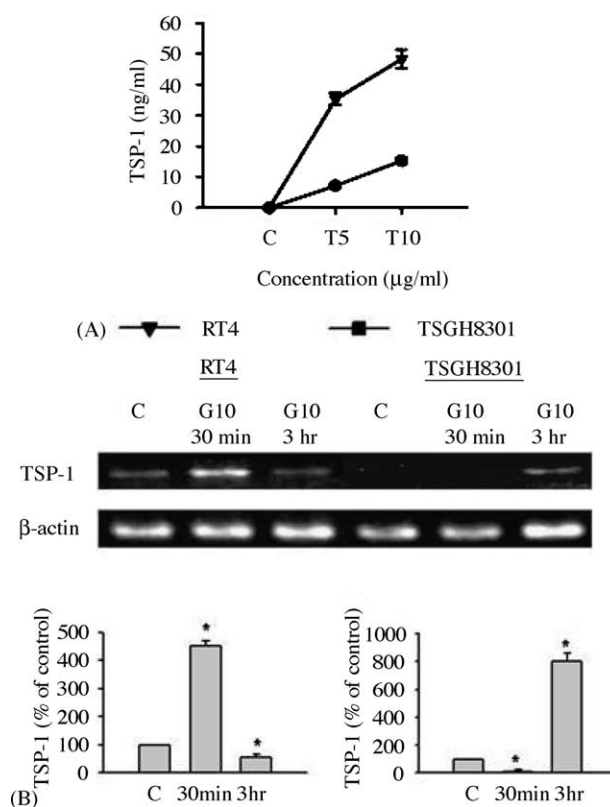 60
50
40
30
20
10
0
TSP-1 (ng/ml)
C T5 T10
Concentration (μg/ml)
(A) RT4 TSGH8301
RT4 TSGH8301
C G10 30 min G10 3 hr C G10 30 min G10 3 hr
TSP-1
β-actin
TSP-1 (% of control)
500
400
300
200
100
0
*
*
C 30min 3hr
TSP-1 (% of control)
1000
800
600
400
200
0
*
*
C 30min 3hr
(B)